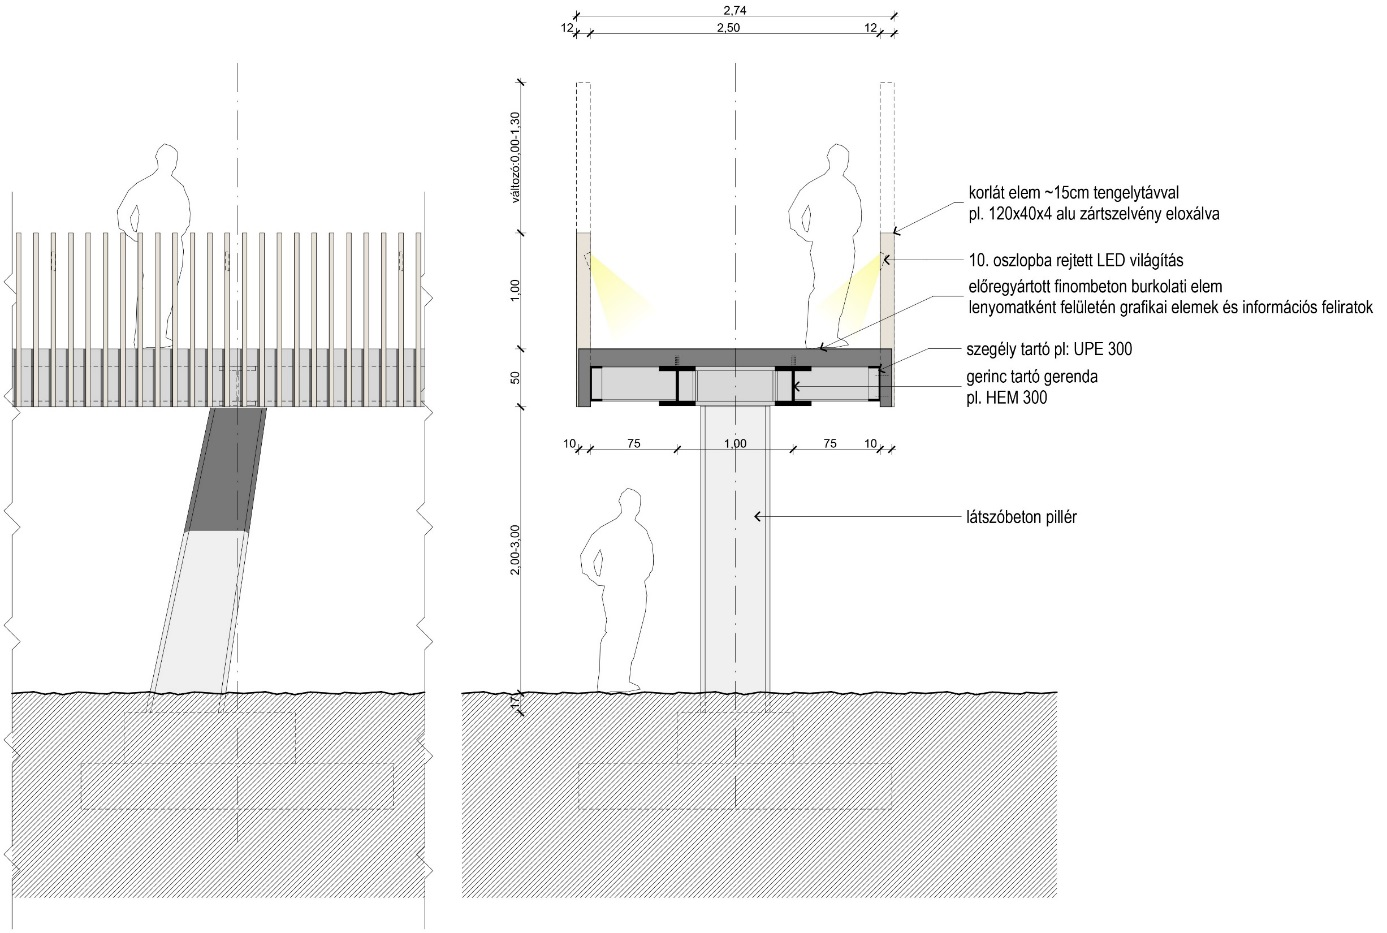 2,74
12 2,50 12
változó:0,00-1,30
korlát elem ~15cm tengelytávval
pl. 120x40x4 alu zártszelvény eloxálva
10. oszlopba rejtett LED világítás
előregyártott finombeton burkolati elem
lenyomatként felületén grafikai elemek és információs feliratok
1,00
szegély tartó pl: UPE 300
gerinc tartó gerenda
pl. HEM 300
50
10 75 1,00 75 10
látszóbeton pillér
2,00-3,00
17